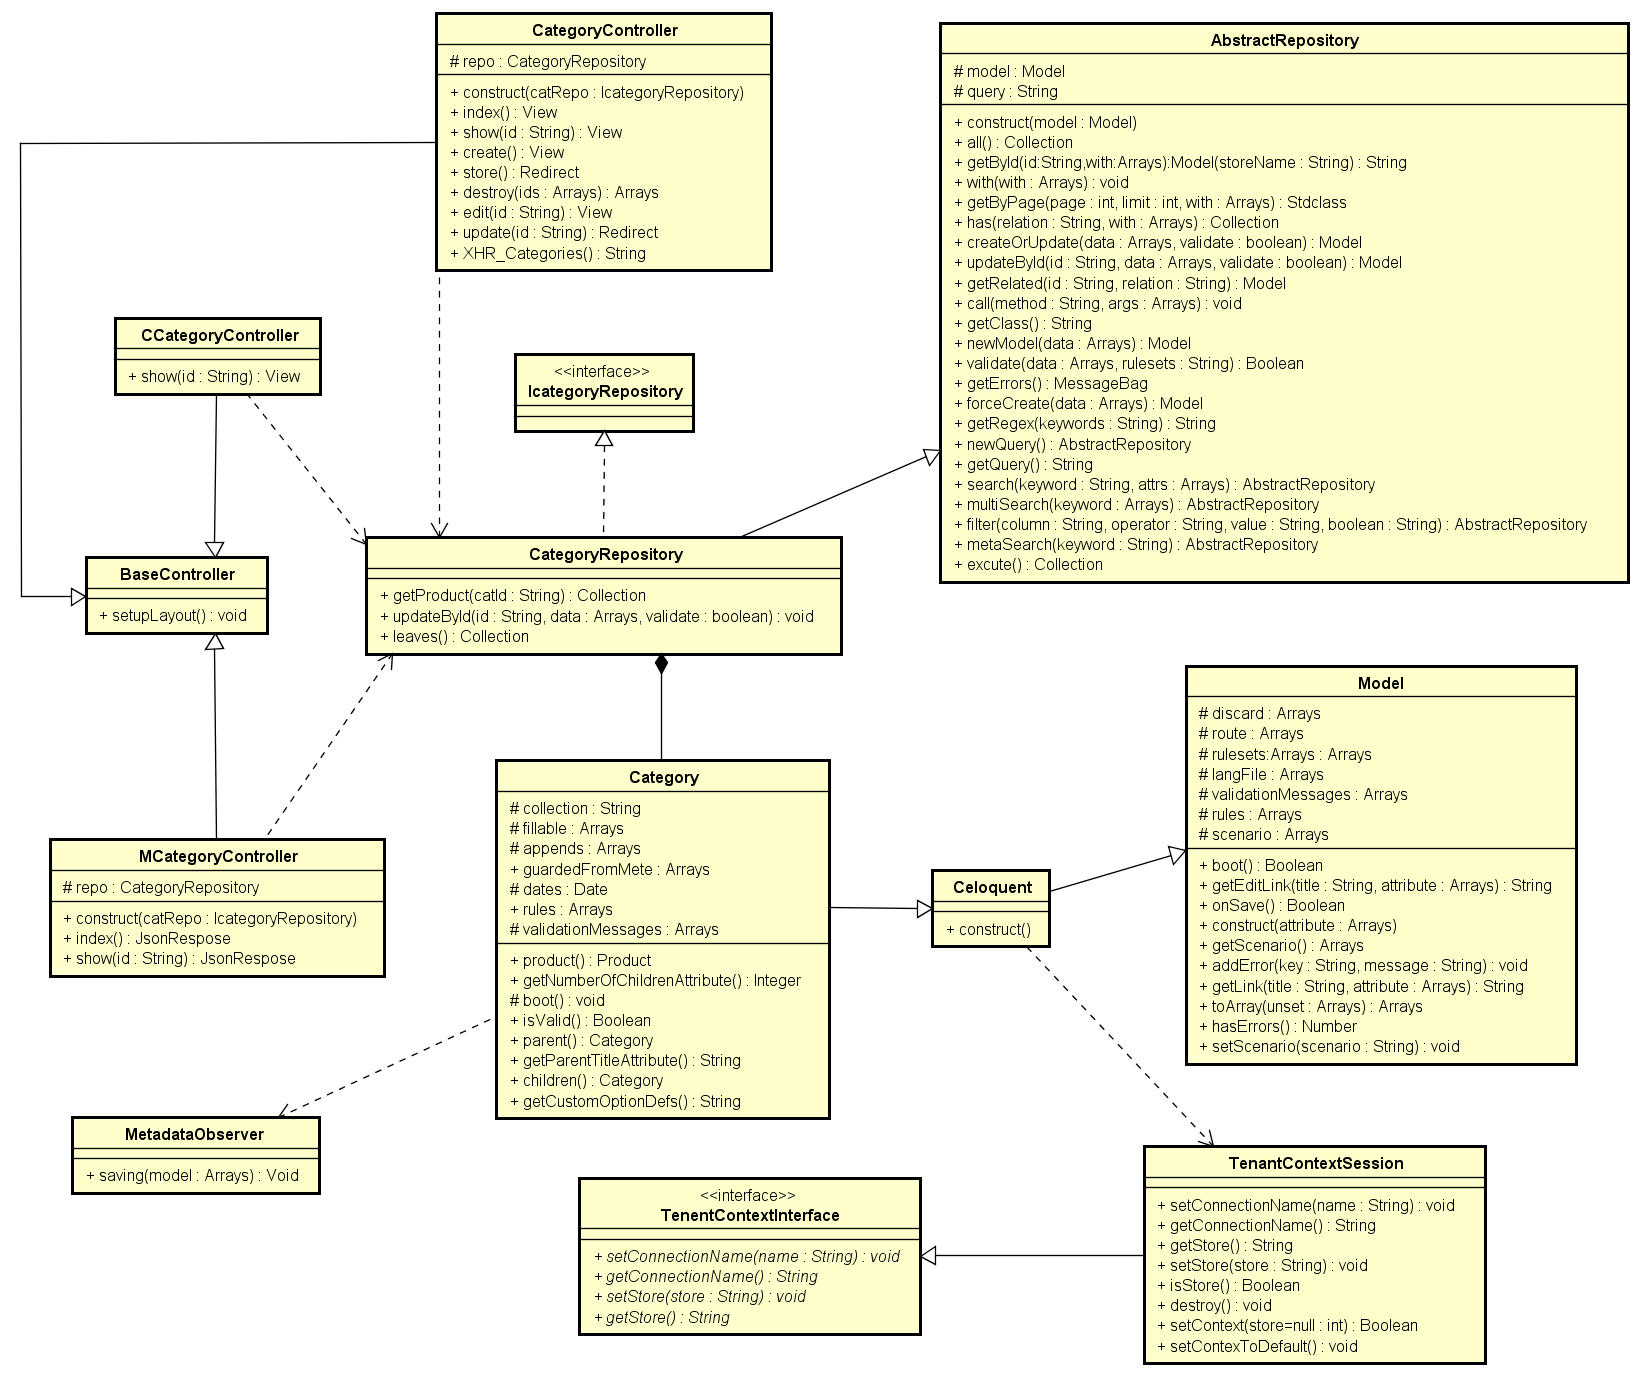 CategoryController
# repo : CategoryRepository
+ construct(catRepo : IcategoryRepository)
+ index() : View
+ show(id : String) : View
+ create() : View
+ store() : Redirect
+ destroy(ids : Arrays) : Arrays
+ edit(id : String) : View
+ update(id : String) : Redirect
+ XHR_Categories() : String
AbstractRepository
# model : Model
# query : String
+ construct(model : Model)
+ all() : Collection
+ getById(id:String,with:Arrays):Model(storeName : String) : String
+ with(with : Arrays) : void
+ getByPage(page : int, limit : int, with : Arrays) : Stdclass
+ has(relation : String, with : Arrays) : Collection
+ createOrUpdate(data : Arrays, validate : boolean) : Model
+ updateById(id : String, data : Arrays, validate : boolean) : Model
+ getRelated(id : String, relation : String) : Model
+ call(method : String, args : Arrays) : void
+ getClass() : String
+ newModel(data : Arrays) : Model
+ validate(data : Arrays, rulesets : String) : Boolean
+ getErrors() : MessageBag
+ forceCreate(data : Arrays) : Model
+ getRegex(keywords : String) : String
+ newQuery() : AbstractRepository
+ getQuery() : String
+ search(keyword : String, attrs : Arrays) : AbstractRepository
+ multiSearch(keyword : Arrays) : AbstractRepository
+ filter(column : String, operator : String, value : String, boolean : String) : AbstractRepository
+ metaSearch(keyword : String) : AbstractRepository
+ excute() : Collection
CCategoryController
+ show(id : String) : View
<<interface>>
IcategoryRepository
BaseController
+ setupLayout() : void
CategoryRepository
+ getProduct(catId : String) : Collection
+ updateById(id : String, data : Arrays, validate : boolean) : void
+ leaves() : Collection
MCategoryController
# repo : CategoryRepository
+ construct(catRepo : IcategoryRepository)
+ index() : JsonRespose
+ show(id : String) : JsonRespose
Category
# collection : String
# fillable : Arrays
# appends : Arrays
+ guardedFromMete : Arrays
# dates : Date
+ rules : Arrays
# validationMessages : Arrays
+ product() : Product
+ getNumberOfChildrenAttribute() : Integer
# boot() : void
+ isValid() : Boolean
+ parent() : Category
+ getParentTitleAttribute() : String
+ children() : Category
+ getCustomOptionDefs() : String
Celoquent
+ construct()
Model
# discard : Arrays
# route : Arrays
# rulesets:Arrays : Arrays
# langFile : Arrays
# validationMessages : Arrays
# rules : Arrays
# scenario : Arrays
+ boot() : Boolean
+ getEditLink(title : String, attribute : Arrays) : String
+ onSave() : Boolean
+ construct(attribute : Arrays)
+ getScenario() : Arrays
+ addError(key : String, message : String) : void
+ getLink(title : String, attribute : Arrays) : String
+ toArray(unset : Arrays) : Arrays
+ hasErrors() : Number
+ setScenario(scenario : String) : void
MetadataObserver
+ saving(model : Arrays) : Void
<<interface>>
TenentContextInterface
+ setConnectionName(name : String) : void
+ getConnectionName() : String
+ setStore(store : String) : void
+ getStore() : String
TenantContextSession
+ setConnectionName(name : String) : void
+ getConnectionName() : String
+ getStore() : String
+ setStore(store : String) : void
+ isStore() : Boolean
+ destroy() : void
+ setContext(store=null : int) : Boolean
+ setContexToDefault() : void